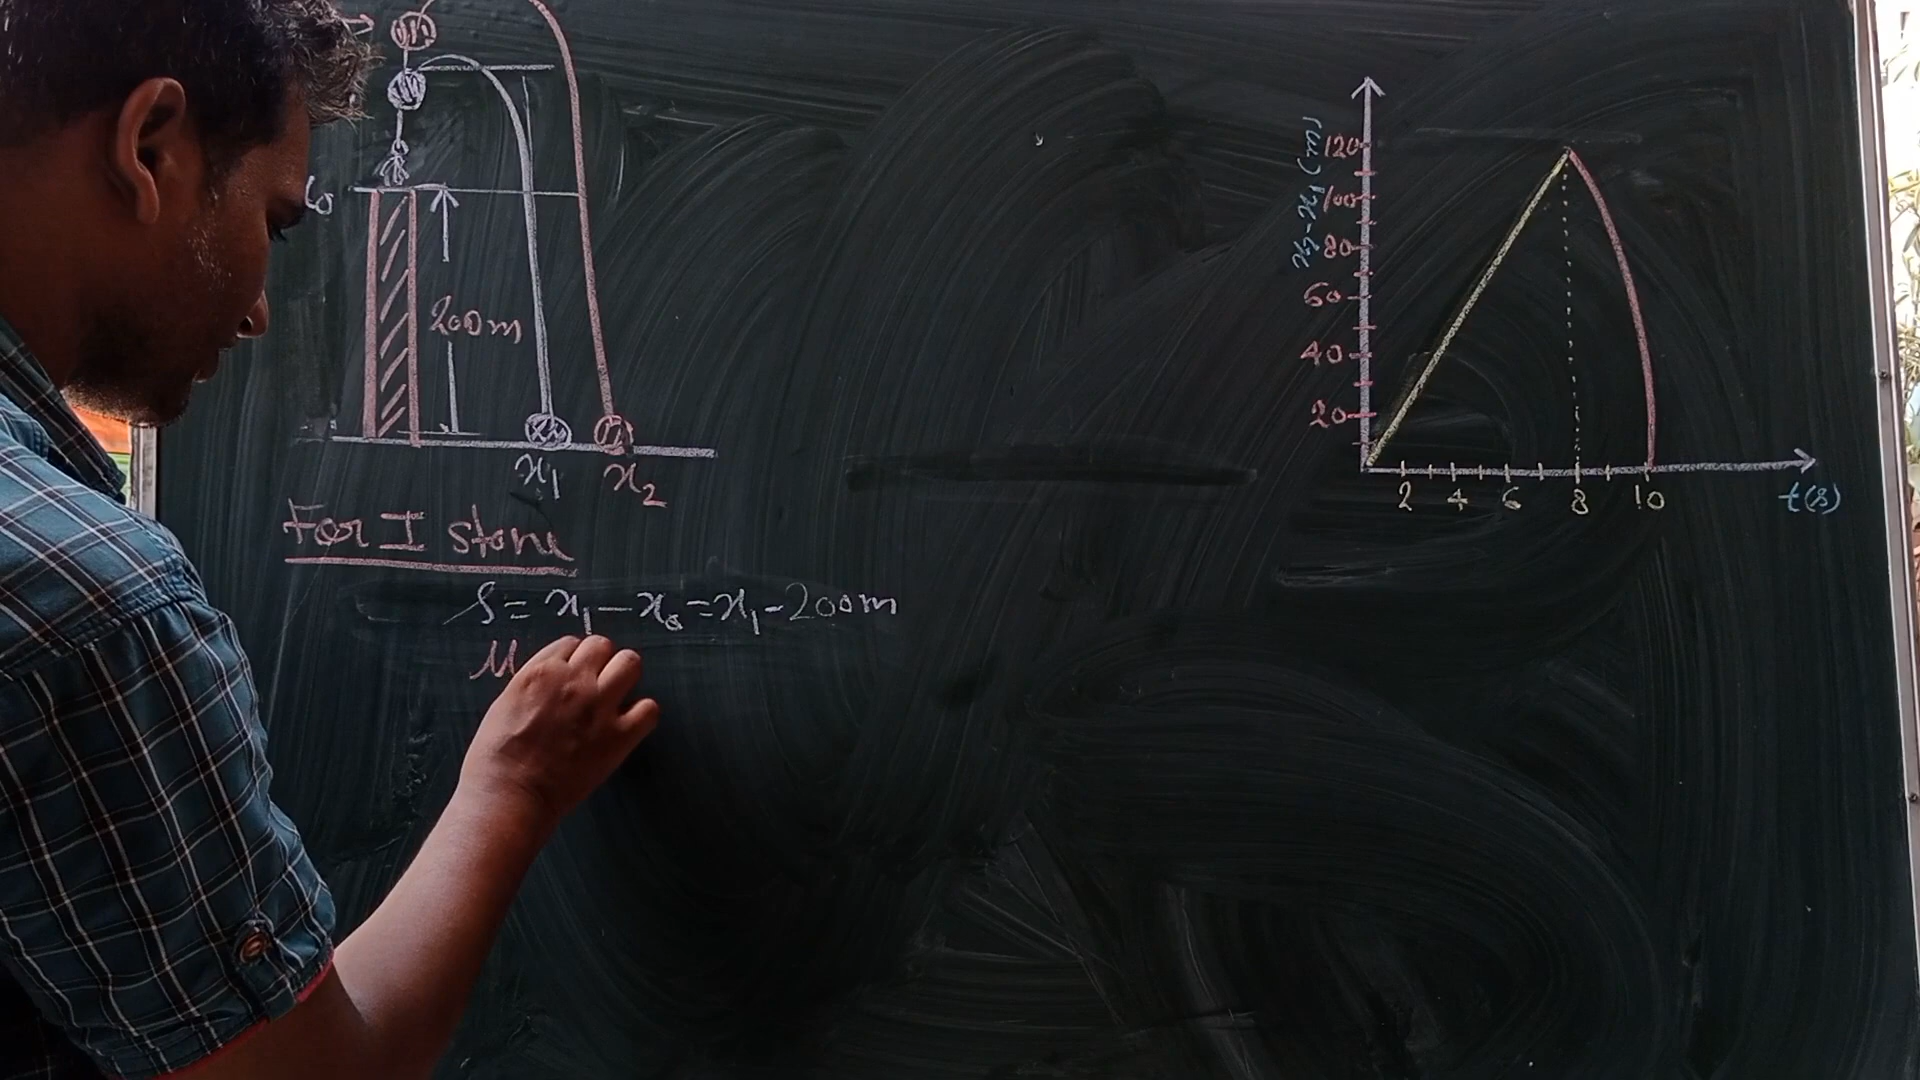 200m
x₁ x₂
For I stone
S = x₁ - x₀ = x₁ - 200m
u
x₂-x₁ (m)
120
100
80
60
40
20
2 4 6 8 10
t(s)